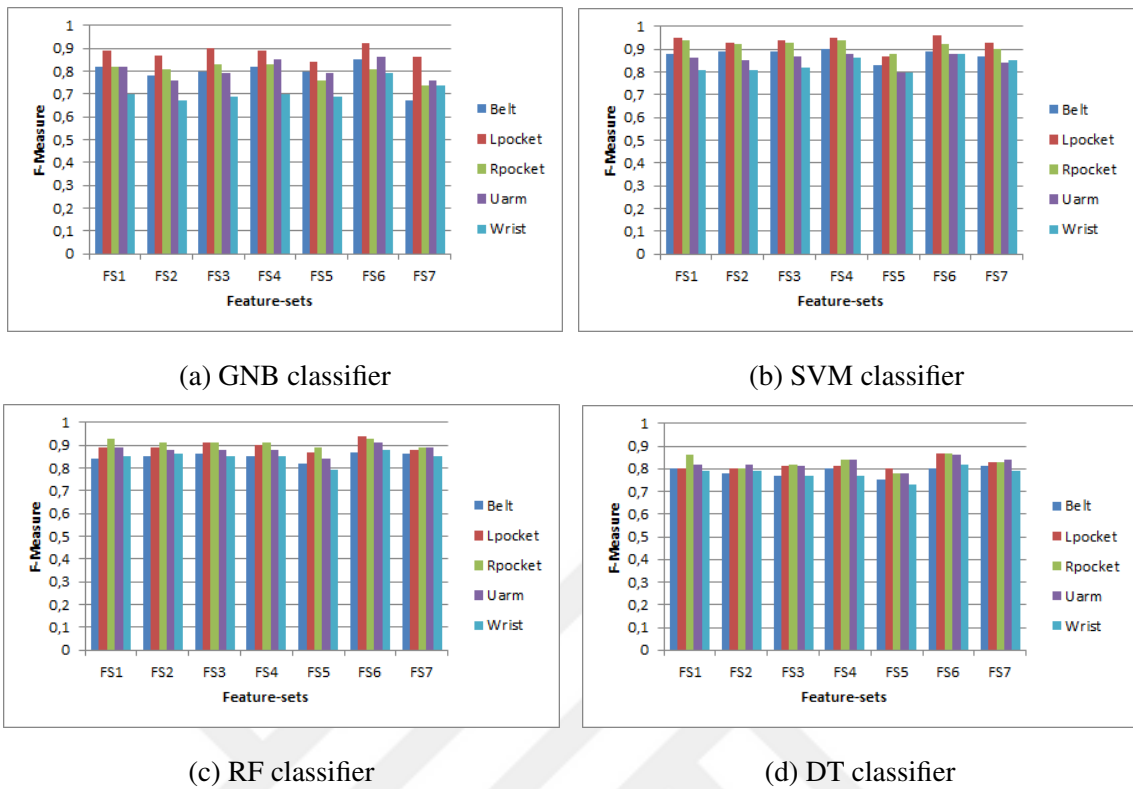 1
0,9
0,8
0,7
0,6
0,5
0,4
0,3
0,2
0,1
0
F-Measure
FS1 FS2 FS3 FS4 FS5 FS6 FS7
Feature-sets
Belt
Lpocket
Rpocket
Uarm
Wrist
(a) GNB classifier
1
0,9
0,8
0,7
0,6
0,5
0,4
0,3
0,2
0,1
0
F-Measure
FS1 FS2 FS3 FS4 FS5 FS6 FS7
Feature-sets
Belt
Lpocket
Rpocket
Uarm
Wrist
(b) SVM classifier
1
0,9
0,8
0,7
0,6
0,5
0,4
0,3
0,2
0,1
0
F-Measure
FS1 FS2 FS3 FS4 FS5 FS6 FS7
Feature-sets
Belt
Lpocket
Rpocket
Uarm
Wrist
(c) RF classifier
1
0,9
0,8
0,7
0,6
0,5
0,4
0,3
0,2
0,1
0
F-Measure
FS1 FS2 FS3 FS4 FS5 FS6 FS7
Feature-sets
Belt
Lpocket
Rpocket
Uarm
Wrist
(d) DT classifier